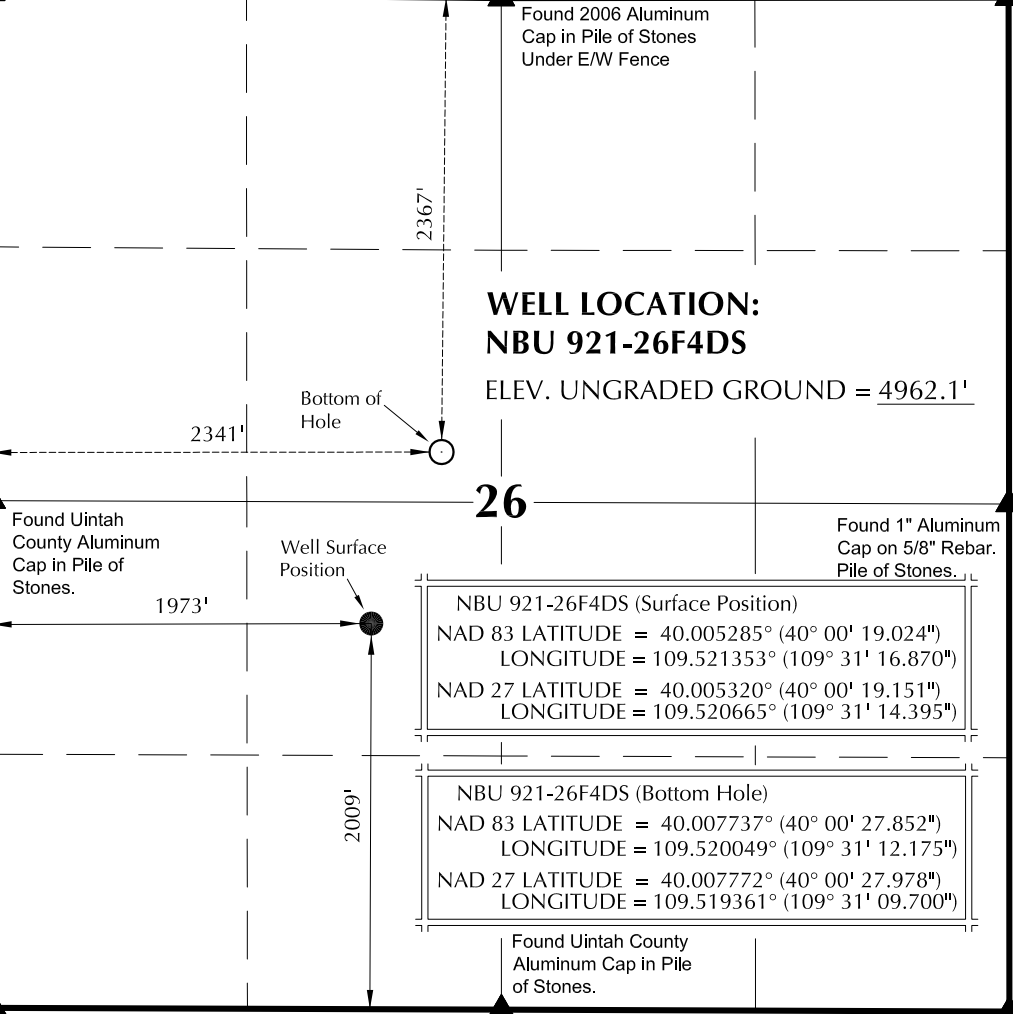 Found 2006 Aluminum
Cap in Pile of Stones
Under E/W Fence
2367'
WELL LOCATION:
NBU 921-26F4DS
ELEV. UNGRADED GROUND = 4962.1'
Bottom of
Hole
2341'
26
Found Uintah
County Aluminum
Cap in Pile of
Stones.
Found 1" Aluminum
Cap on 5/8" Rebar.
Pile of Stones.
Well Surface
Position
1973'
NBU 921-26F4DS (Surface Position)
NAD 83 LATITUDE = 40.005285° (40° 00' 19.024")
LONGITUDE = 109.521353° (109° 31' 16.870")
NAD 27 LATITUDE = 40.005320° (40° 00' 19.151")
LONGITUDE = 109.520665° (109° 31' 14.395")
2009'
NBU 921-26F4DS (Bottom Hole)
NAD 83 LATITUDE = 40.007737° (40° 00' 27.852")
LONGITUDE = 109.520049° (109° 31' 12.175")
NAD 27 LATITUDE = 40.007772° (40° 00' 27.978")
LONGITUDE = 109.519361° (109° 31' 09.700")
Found Uintah County
Aluminum Cap in Pile
of Stones.